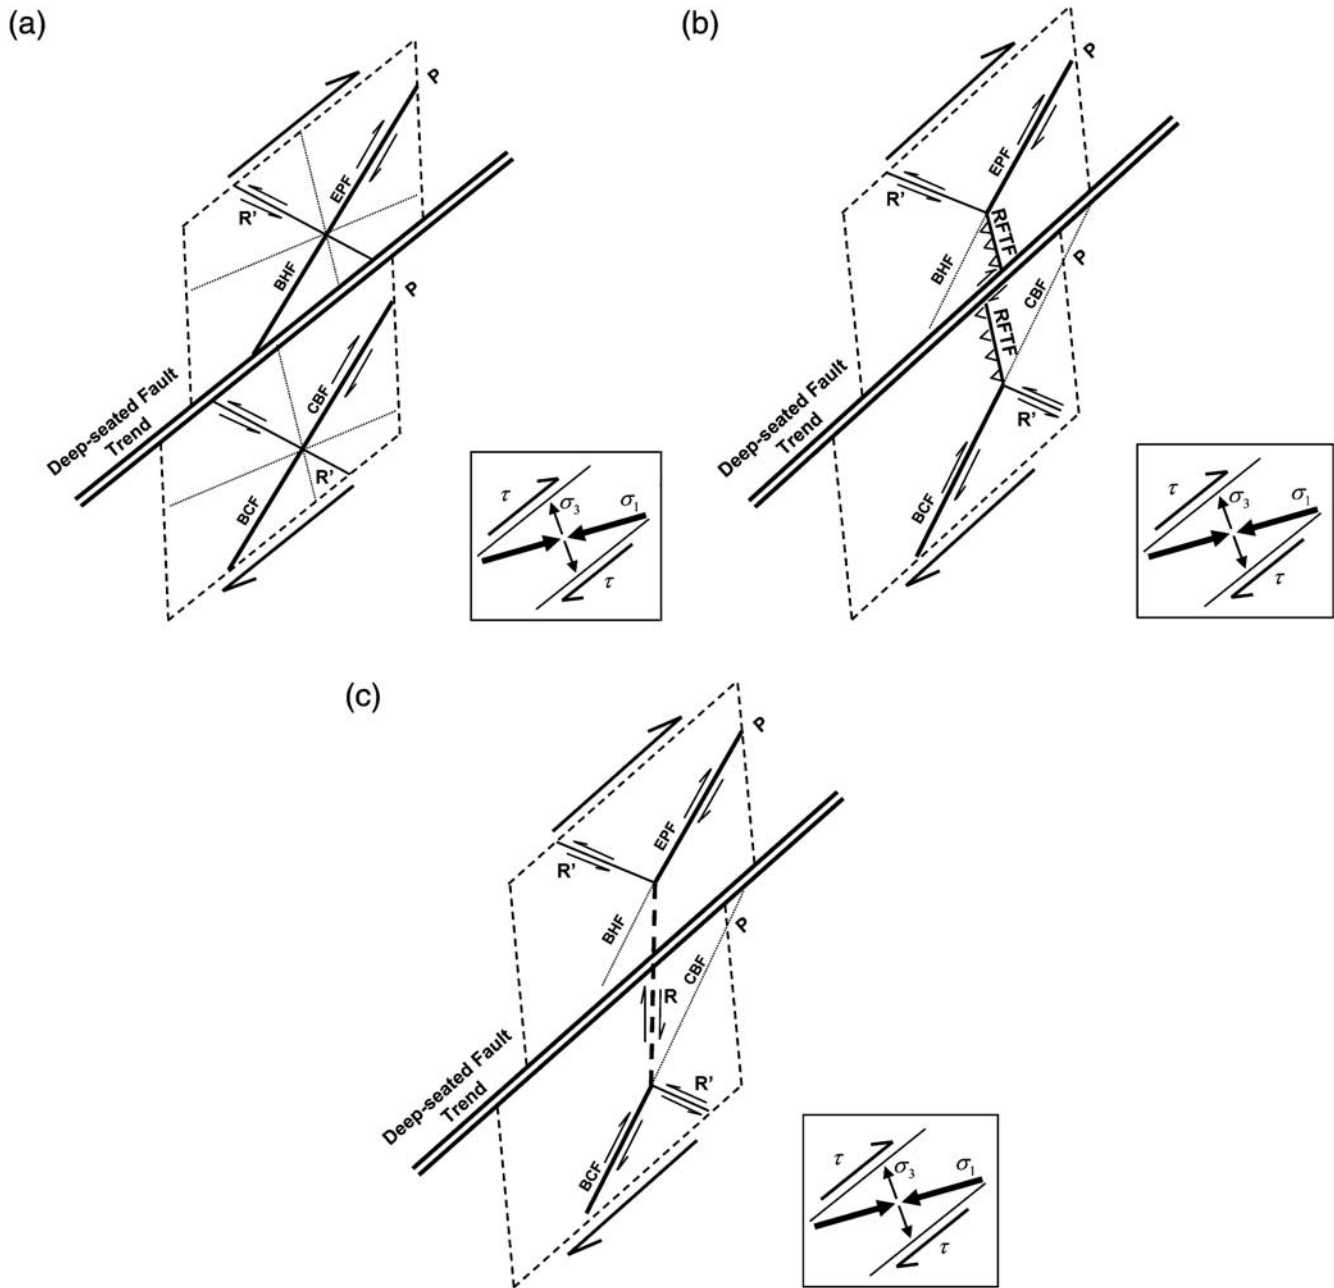 (a)
P
EPF
R'
BHF
P
CBF
Deep-seated Fault
Trend
R'
BCF
τ
σ3
σ1
τ
(b)
P
EPF
R'
RFTF
BHF
P
CBF
RFTF
Deep-seated Fault
Trend
R'
BCF
τ
σ3
σ1
τ
(c)
P
EPF
R'
BHF
P
CBF
R
Deep-seated Fault
Trend
R'
BCF
τ
σ3
σ1
τ